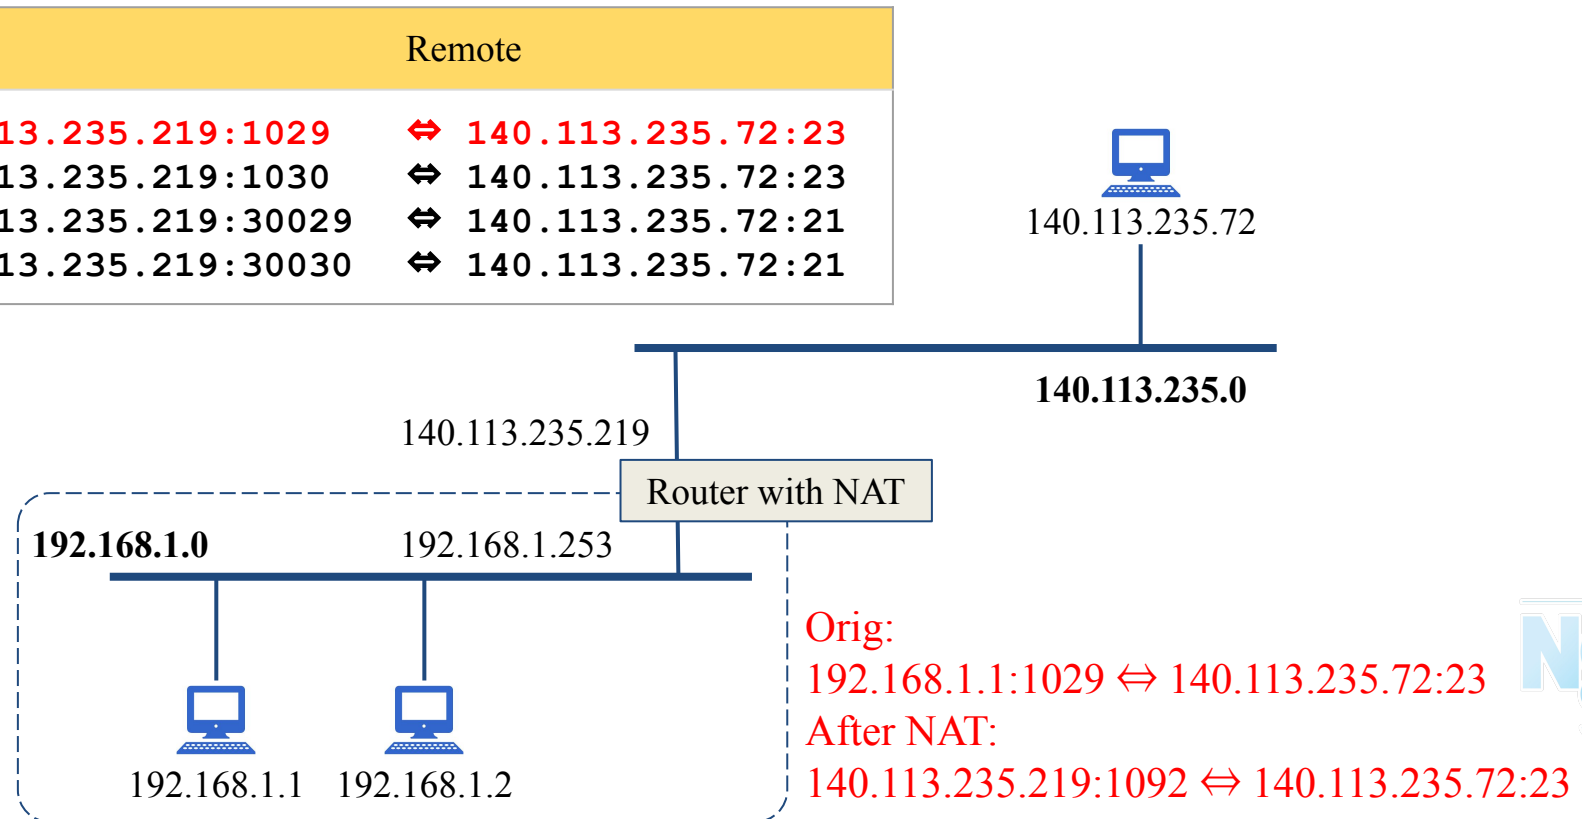 Remote
13.235.219:1029 ⇔ 140.113.235.72:23
13.235.219:1030 ⇔ 140.113.235.72:23
13.235.219:30029 ⇔ 140.113.235.72:21
13.235.219:30030 ⇔ 140.113.235.72:21
140.113.235.72
140.113.235.0
140.113.235.219
Router with NAT
192.168.1.0
192.168.1.253
Orig:
192.168.1.1:1029 ⇔ 140.113.235.72:23
After NAT:
140.113.235.219:1092 ⇔ 140.113.235.72:23
192.168.1.1
192.168.1.2